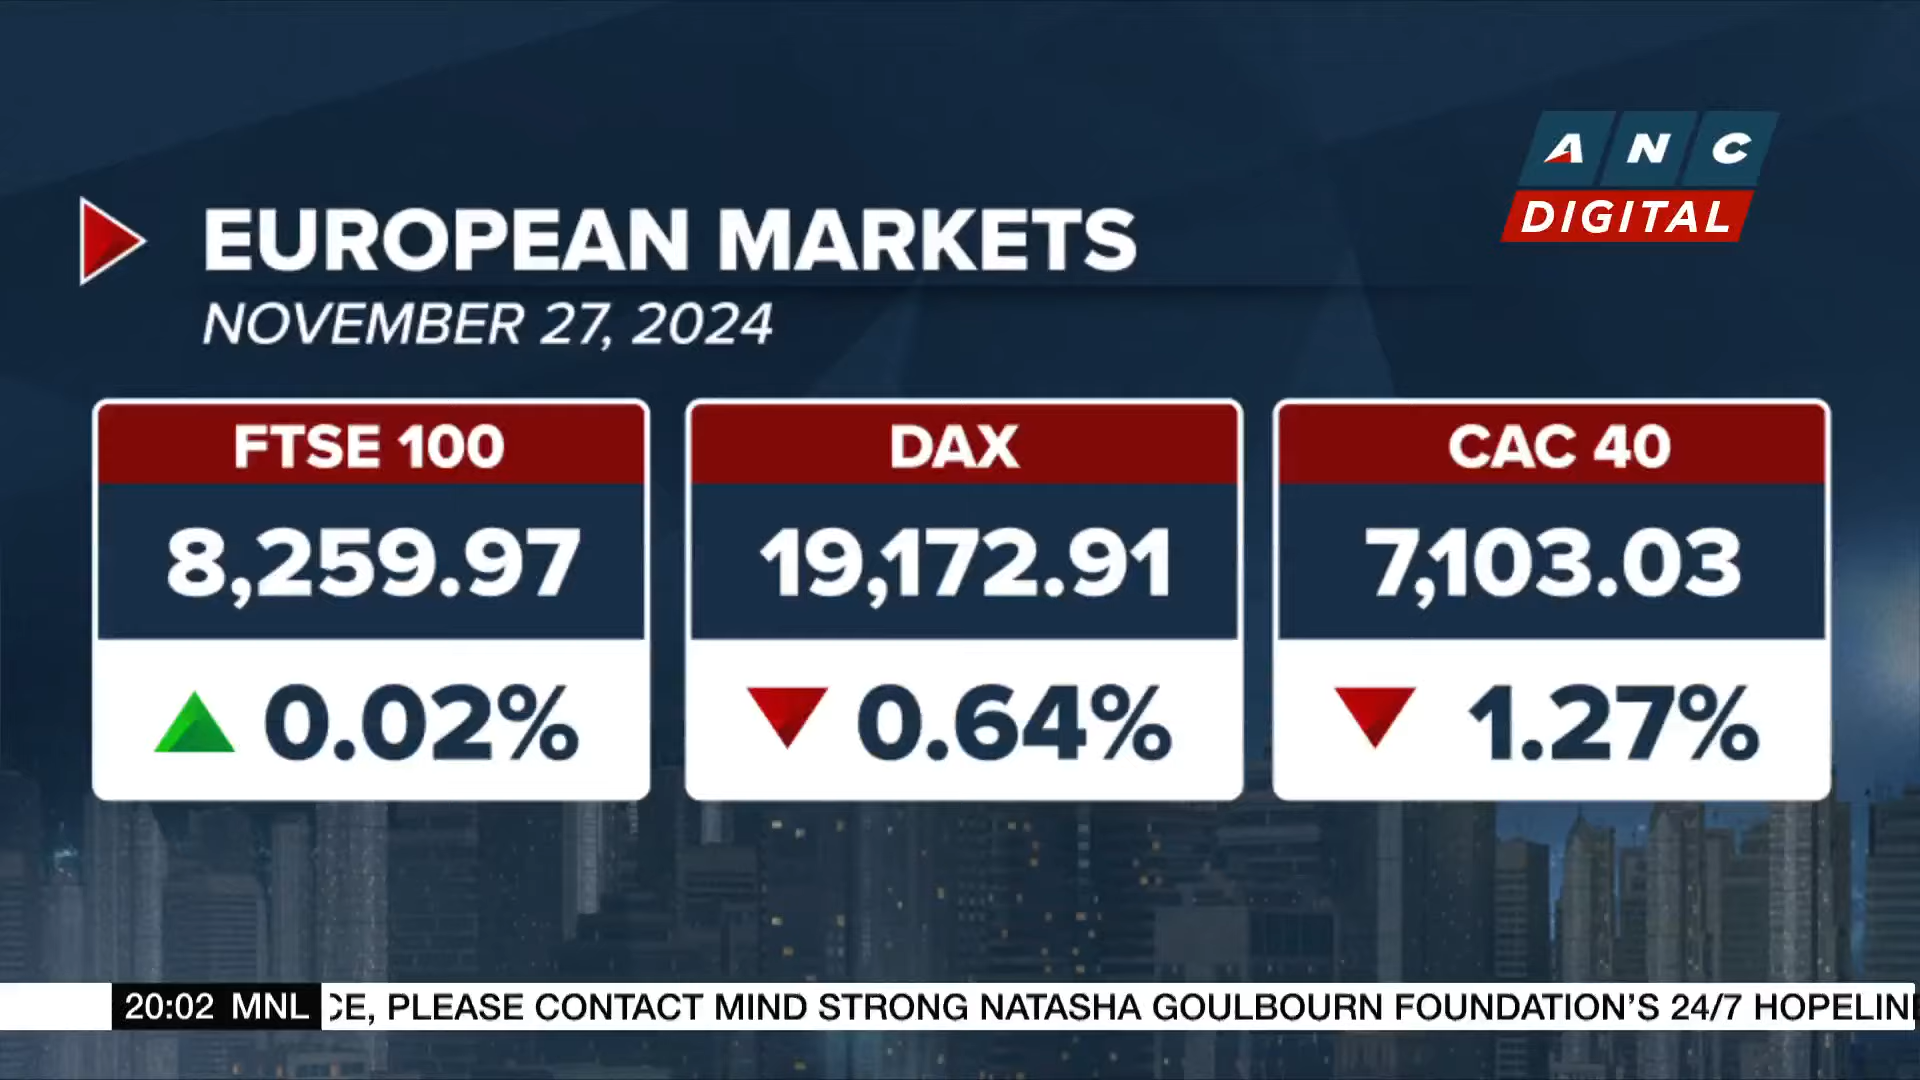 ANC
DIGITAL
EUROPEAN MARKETS
NOVEMBER 27, 2024
FTSE 100
8,259.97
0.02%
DAX
19,172.91
0.64%
CAC 40
7,103.03
1.27%
20:02 MNL
PLEASE CONTACT MIND STRONG NATASHA GOULBOURN FOUNDATION'S 24/7